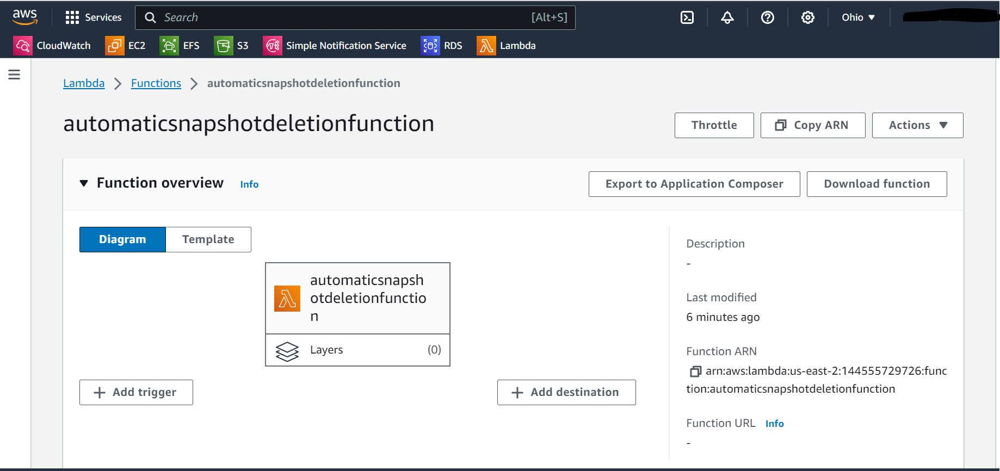 aws
Services
Search [Alt+S]
Ohio
CloudWatch EC2 EFS S3 Simple Notification Service RDS Lambda
Lambda Functions automaticsnapshotdeletionfunction
automaticsnapshotdeletionfunction
Throttle Copy ARN Actions
Function overview Info
Export to Application Composer Download function
Diagram Template
automaticsnapsh
otdeletionfunctio
n
Layers (0)
+ Add trigger
+ Add destination
Description
-
Last modified
6 minutes ago
Function ARN
arn:aws:lambda:us-east-2:144555729726:func
tion:automaticsnapshotdeletionfunction
Function URL Info
-